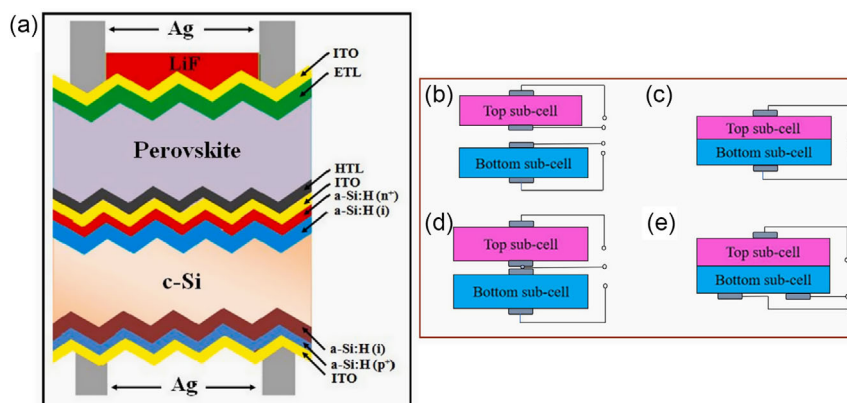 (a)
Ag
LiF
ITO
ETL
Perovskite
HTL
ITO
a-Si:H (n⁺)
a-Si:H (i)
c-Si
a-Si:H (i)
a-Si:H (p⁺)
ITO
Ag
(b)
Top sub-cell
Bottom sub-cell
(c)
Top sub-cell
Bottom sub-cell
(d)
Top sub-cell
Bottom sub-cell
(e)
Top sub-cell
Bottom sub-cell